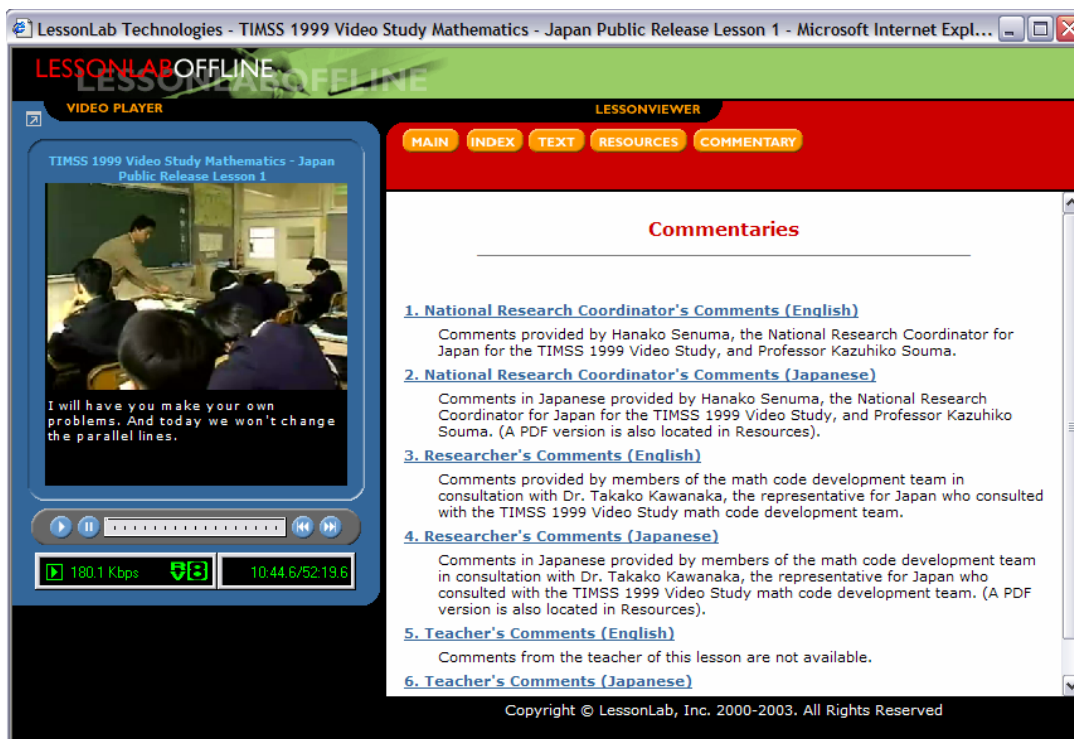 LessonLab Technologies - TIMSS 1999 Video Study Mathematics - Japan Public Release Lesson 1 - Microsoft Internet Expl...
LESSONLABOFFLINE
LESSONLABOFFLINE
VIDEO PLAYER
TIMSS 1999 Video Study Mathematics - Japan
Public Release Lesson 1
I will have you make your own
problems. And today we won't change
the parallel lines.
180.1 Kbps
10:44.6/52:19.6
LESSONVIEWER
MAIN INDEX TEXT RESOURCES COMMENTARY
Commentaries
1. National Research Coordinator's Comments (English)
Comments provided by Hanako Senuma, the National Research Coordinator for
Japan for the TIMSS 1999 Video Study, and Professor Kazuhiko Souma.
2. National Research Coordinator's Comments (Japanese)
Comments in Japanese provided by Hanako Senuma, the National Research
Coordinator for Japan for the TIMSS 1999 Video Study, and Professor Kazuhiko
Souma. (A PDF version is also located in Resources).
3. Researcher's Comments (English)
Comments provided by members of the math code development team in
consultation with Dr. Takako Kawanaka, the representative for Japan who consulted
with the TIMSS 1999 Video Study math code development team.
4. Researcher's Comments (Japanese)
Comments in Japanese provided by members of the math code development team
in consultation with Dr. Takako Kawanaka, the representative for Japan who
consulted with the TIMSS 1999 Video Study math code development team. (A PDF
version is also located in Resources).
5. Teacher's Comments (English)
Comments from the teacher of this lesson are not available.
6. Teacher's Comments (Japanese)
Copyright © LessonLab, Inc. 2000-2003. All Rights Reserved